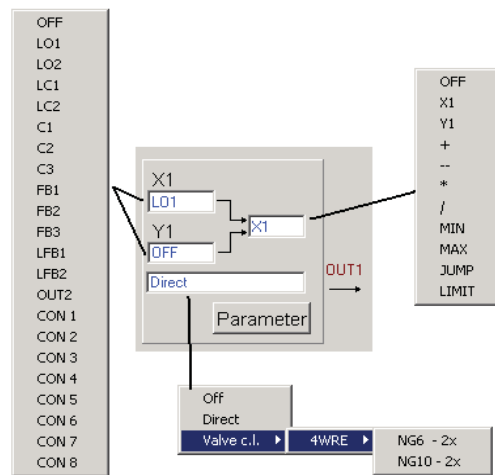 OFF
LO1
LO2
LC1
LC2
C1
C2
C3
FB1
FB2
FB3
LFB1
LFB2
OUT2
CON 1
CON 2
CON 3
CON 4
CON 5
CON 6
CON 7
CON 8
X1
LO1
Y1
OFF
X1
Direct
Parameter
OUT1
OFF
X1
Y1
+
--
*
/
MIN
MAX
JUMP
LIMIT
Off
Direct
Valve c.l.
4WRE
NG6 - 2x
NG10 - 2x